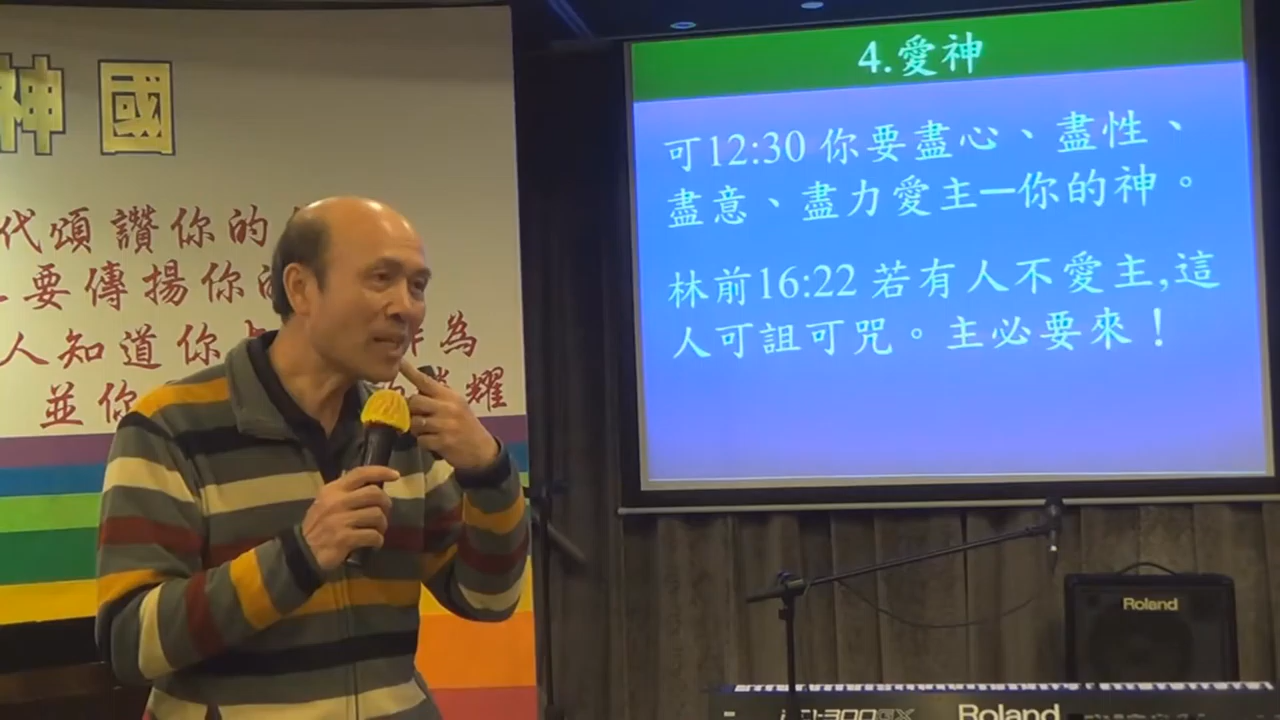 神國
代頌讚你的
要傳揚你的
人知道你 作為
並你 耀
4.愛神
可12:30 你要盡心、盡性、
盡意、盡力愛主─你的神。
林前16:22 若有人不愛主,這
人可詛可咒。主必要來！
Roland
Roland